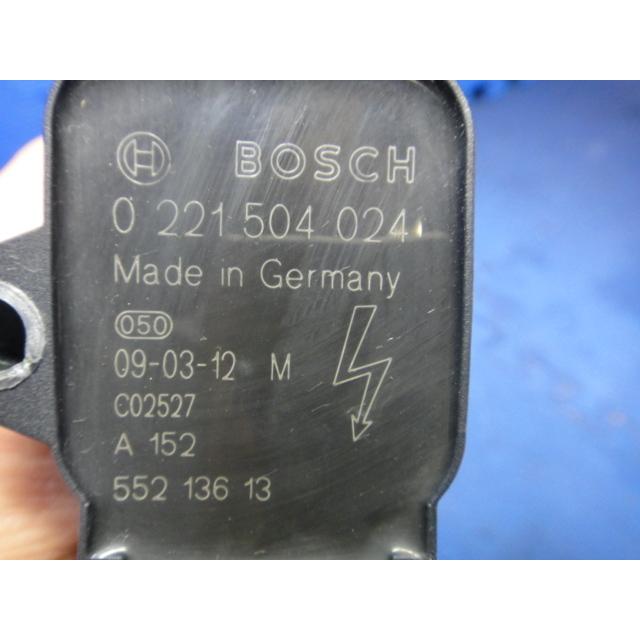 BOSCH
0 221 504 024
Made in Germany
050
09-03-12 M
C02527
A 152
552 136 13